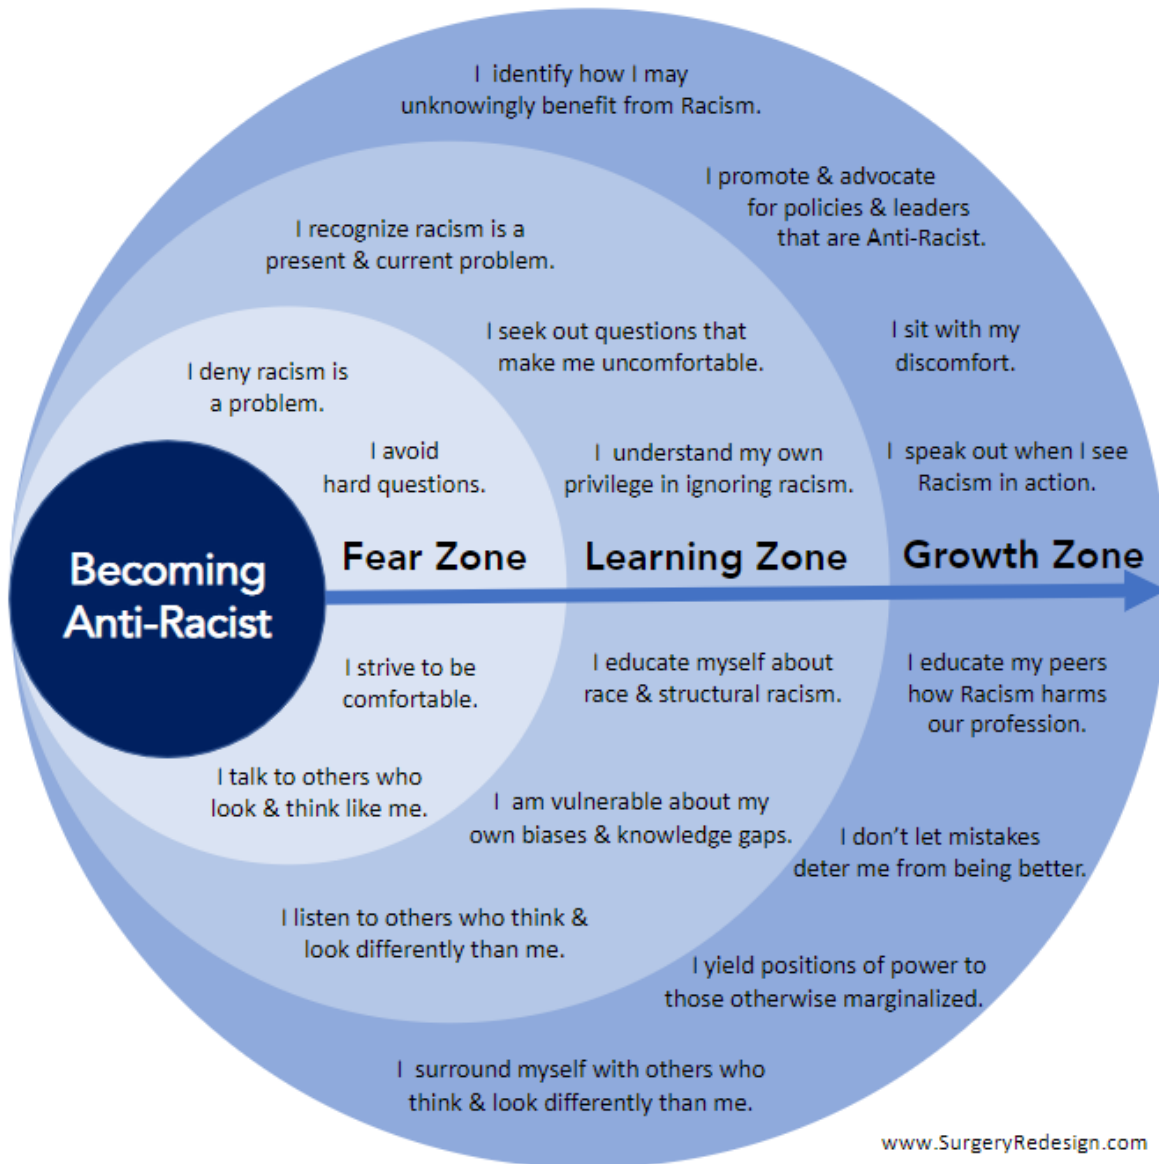 I identify how I may
unknowingly benefit from Racism.
I promote & advocate
for policies & leaders
that are Anti-Racist.
I recognize racism is a
present & current problem.
I seek out questions that
make me uncomfortable.
I sit with my
discomfort.
I deny racism is
a problem.
I avoid
hard questions.
I understand my own
privilege in ignoring racism.
I speak out when I see
Racism in action.
Becoming
Anti-Racist
Fear Zone
Learning Zone
Growth Zone
I strive to be
comfortable.
I educate myself about
race & structural racism.
I educate my peers
how Racism harms
our profession.
I talk to others who
look & think like me.
I am vulnerable about my
own biases & knowledge gaps.
I don’t let mistakes
deter me from being better.
I listen to others who think &
look differently than me.
I yield positions of power to
those otherwise marginalized.
I surround myself with others who
think & look differently than me.
www.SurgeryRedesign.com